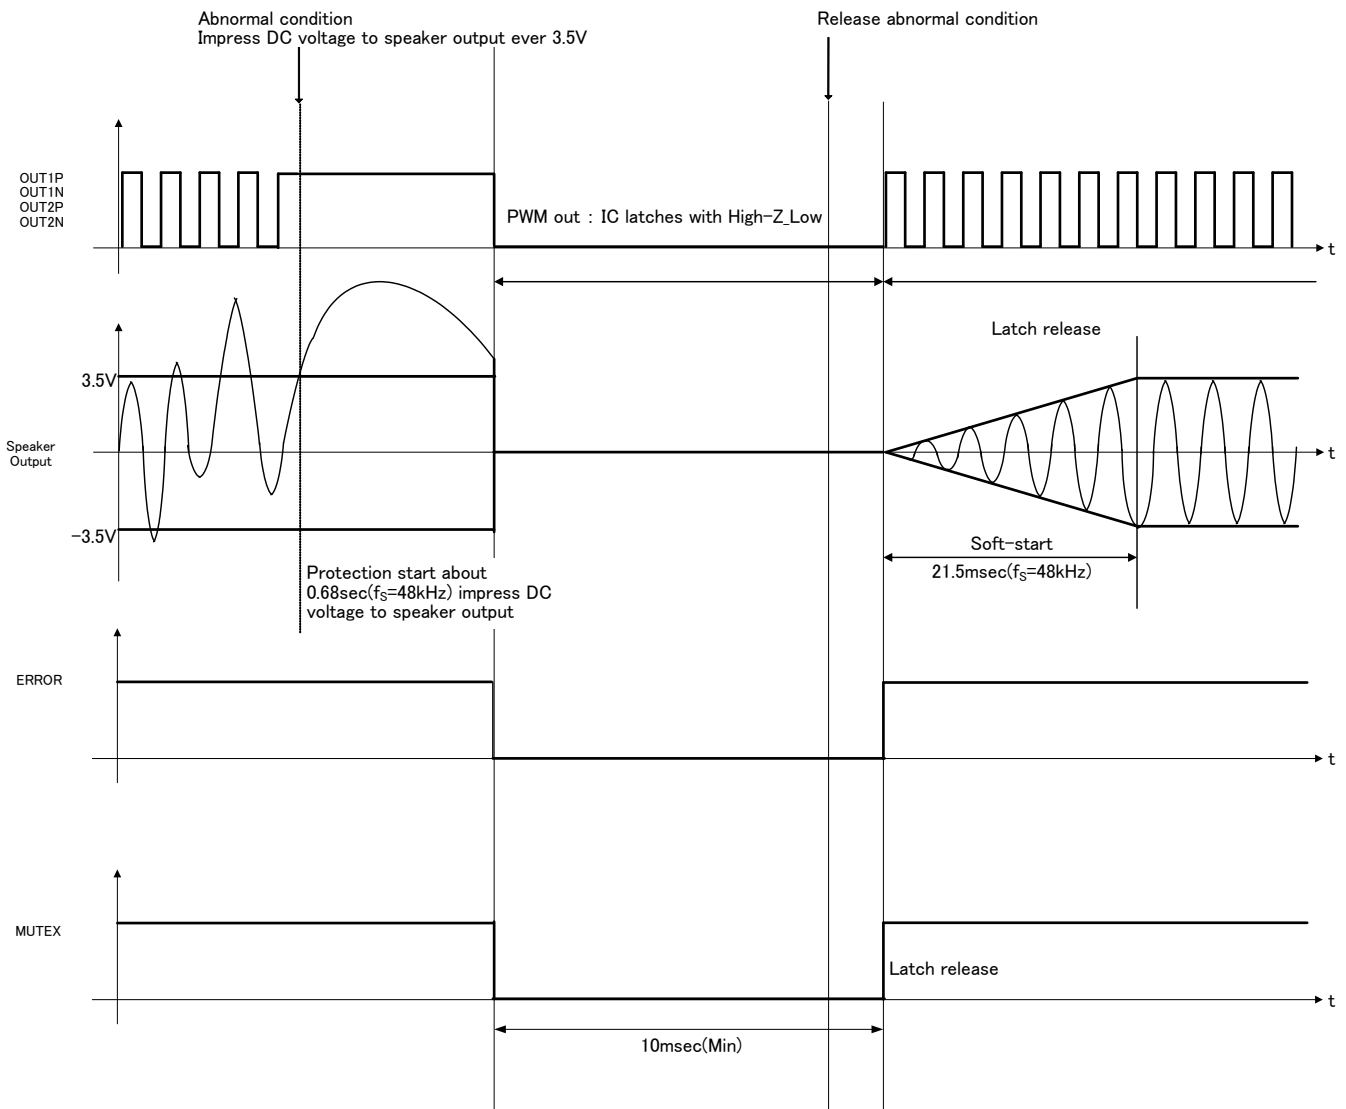 Abnormal condition
Impress DC voltage to speaker output ever 3.5V
Release abnormal condition
OUT1P
OUT1N
OUT2P
OUT2N
PWM out : IC latches with High-Z_Low
t
Latch release
3.5V
Speaker
Output
t
-3.5V
Soft-start
21.5msec(fS=48kHz)
Protection start about
0.68sec(fS=48kHz) impress DC
voltage to speaker output
ERROR
t
MUTEX
Latch release
t
10msec(Min)